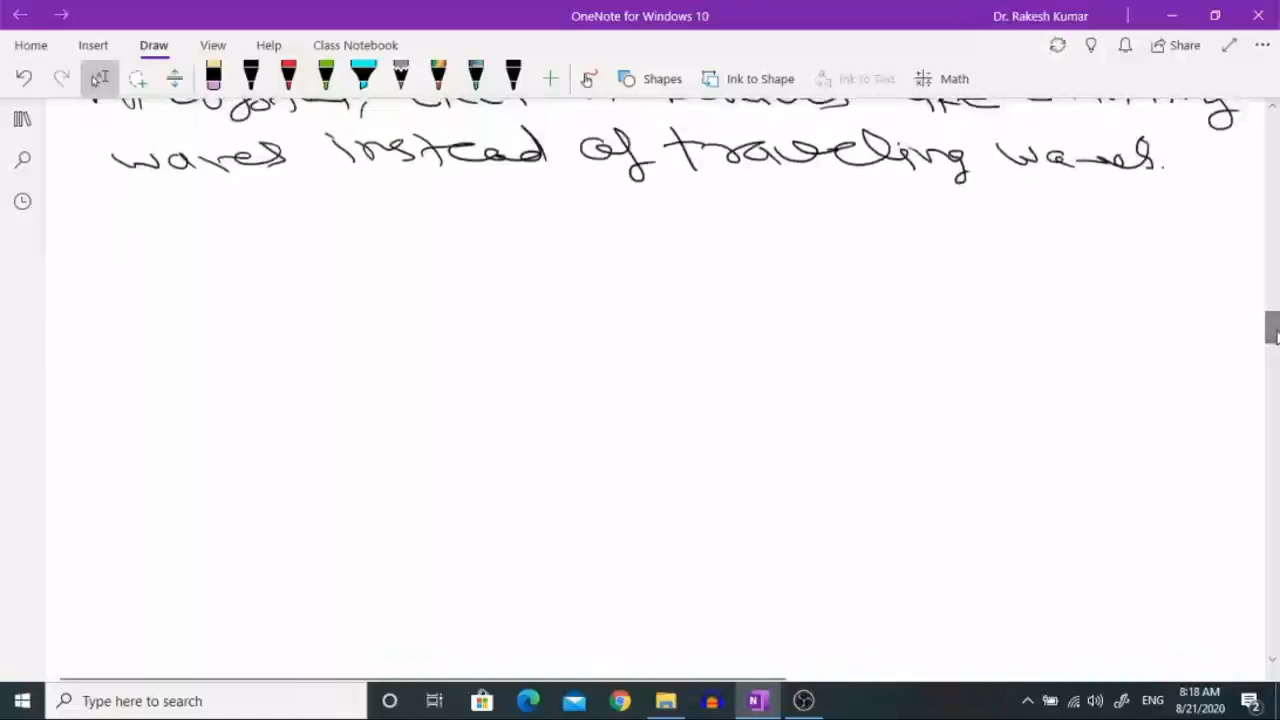 OneNote for Windows 10
Dr. Rakesh Kumar
Home Insert Draw View Help Class Notebook
Share
Shapes Ink to Shape Ink to Text Math
waves instead of traveling waves.
Type here to search
ENG
8:18 AM
8/21/2020
2